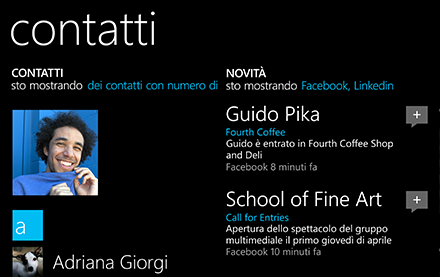 contatti
CONTATTI
sto mostrando dei contatti con numero di
a
Adriana Giorgi
NOVITÀ
sto mostrando Facebook, Linkedin
Guido Pika
Fourth Coffee
Guido è entrato in Fourth Coffee Shop
and Deli
Facebook 8 minuti fa
School of Fine Art
Call for Entries
Apertura dello spettacolo del gruppo
multimediale il primo giovedì di aprile
Facebook 10 minuti fa